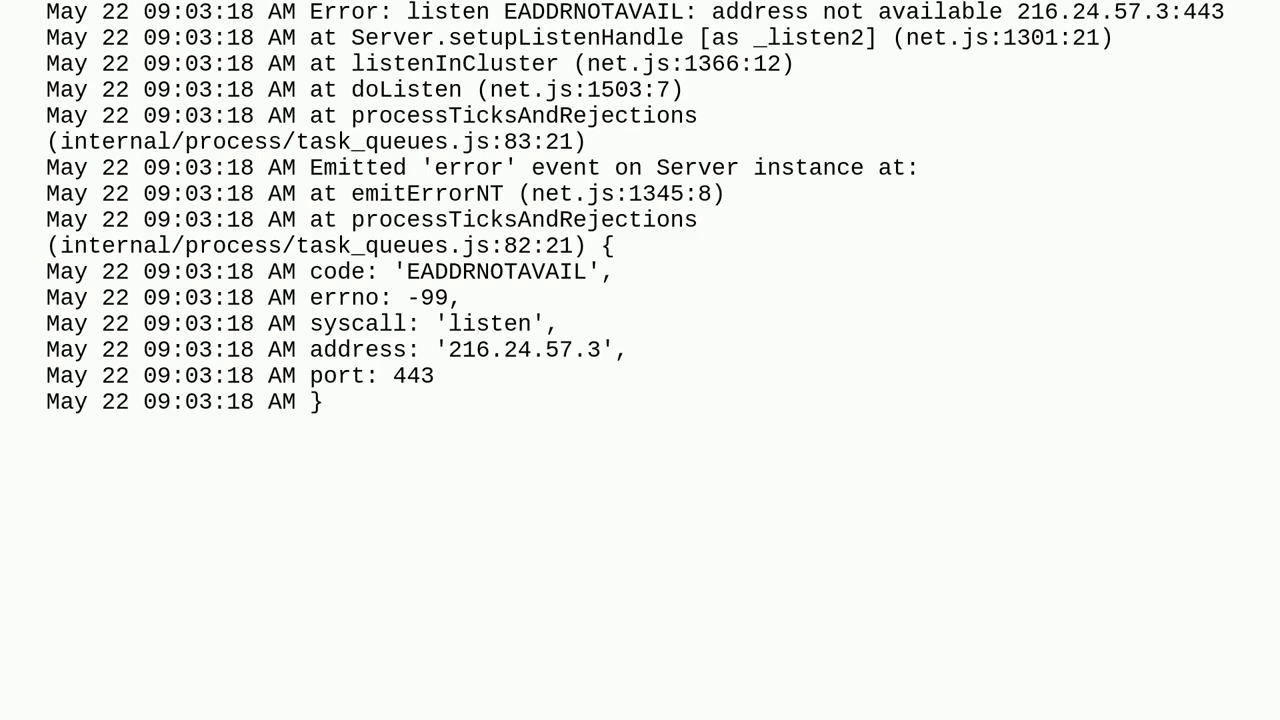 May 22 09:03:18 AM Error: listen EADDRNOTAVAIL: address not available 216.24.57.3:443
May 22 09:03:18 AM at Server.setupListenHandle [as _listen2] (net.js:1301:21)
May 22 09:03:18 AM at listenInCluster (net.js:1366:12)
May 22 09:03:18 AM at doListen (net.js:1503:7)
May 22 09:03:18 AM at processTicksAndRejections
(internal/process/task_queues.js:83:21)
May 22 09:03:18 AM Emitted 'error' event on Server instance at:
May 22 09:03:18 AM at emitErrorNT (net.js:1345:8)
May 22 09:03:18 AM at processTicksAndRejections
(internal/process/task_queues.js:82:21) {
May 22 09:03:18 AM code: 'EADDRNOTAVAIL',
May 22 09:03:18 AM errno: -99,
May 22 09:03:18 AM syscall: 'listen',
May 22 09:03:18 AM address: '216.24.57.3',
May 22 09:03:18 AM port: 443
May 22 09:03:18 AM }